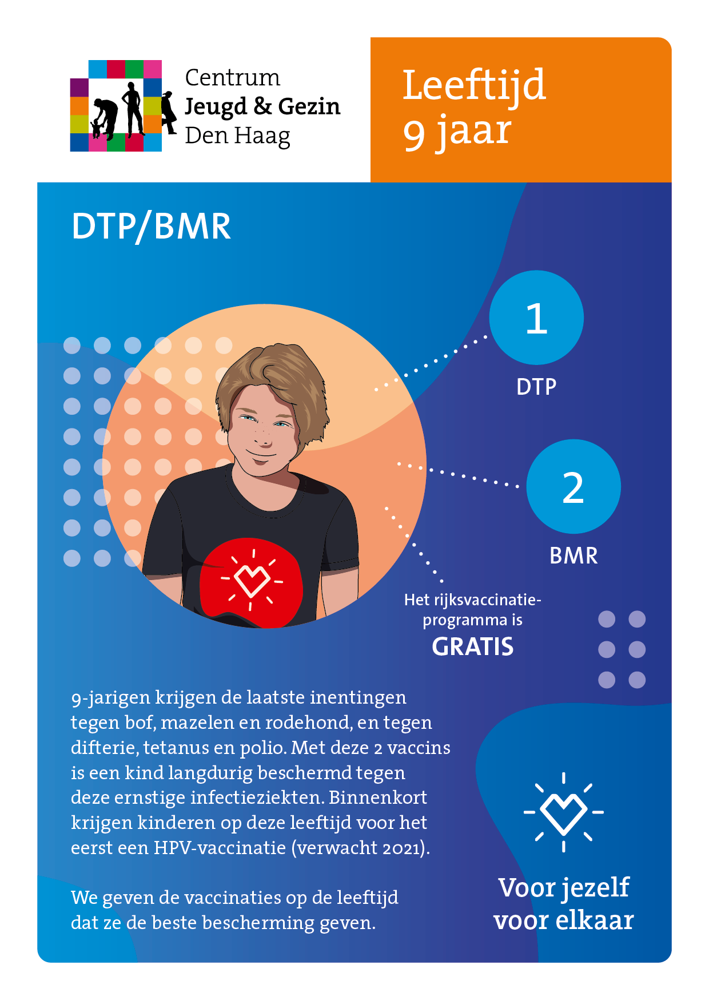 Centrum
Jeugd & Gezin
Den Haag
Leeftijd
9 jaar
DTP/BMR
1
DTP
2
BMR
Het rijksvaccinatie-
programma is
GRATIS
9-jarigen krijgen de laatste inentingen
tegen bof, mazelen en rodehond, en tegen
difterie, tetanus en polio. Met deze 2 vaccins
is een kind langdurig beschermd tegen
deze ernstige infectieziekten. Binnenkort
krijgen kinderen op deze leeftijd voor het
eerst een HPV-vaccinatie (verwacht 2021).
We geven de vaccinaties op de leeftijd
dat ze de beste bescherming geven.
Voor jezelf
voor elkaar